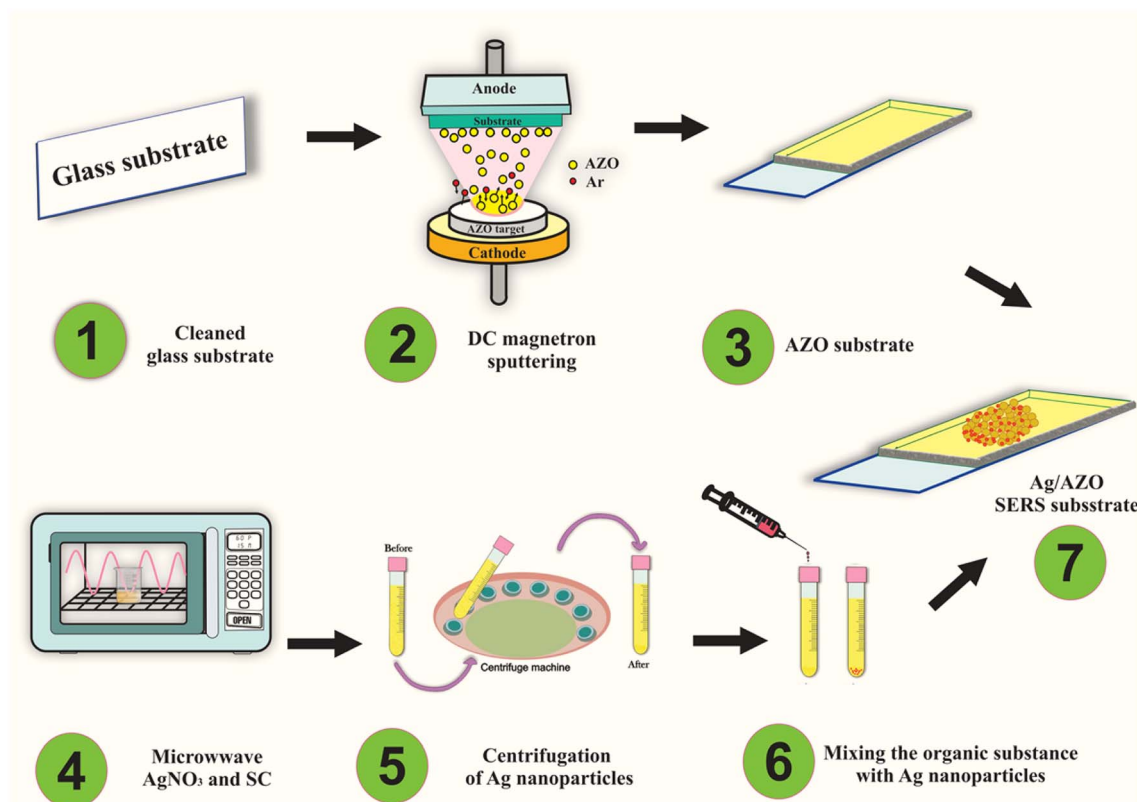 Glass substrate
1
Cleaned
glass substrate
Anode
Substrate
AZO
Ar
AZO target
Cathode
2
DC magnetron
sputtering
3
AZO substrate
Ag/AZO
SERS subsstrate
7
OPEN
4
Microwwave
AgNO₃ and SC
Before
Centrifuge machine
After
5
Centrifugation
of Ag nanoparticles
6
Mixing the organic substance
with Ag nanoparticles